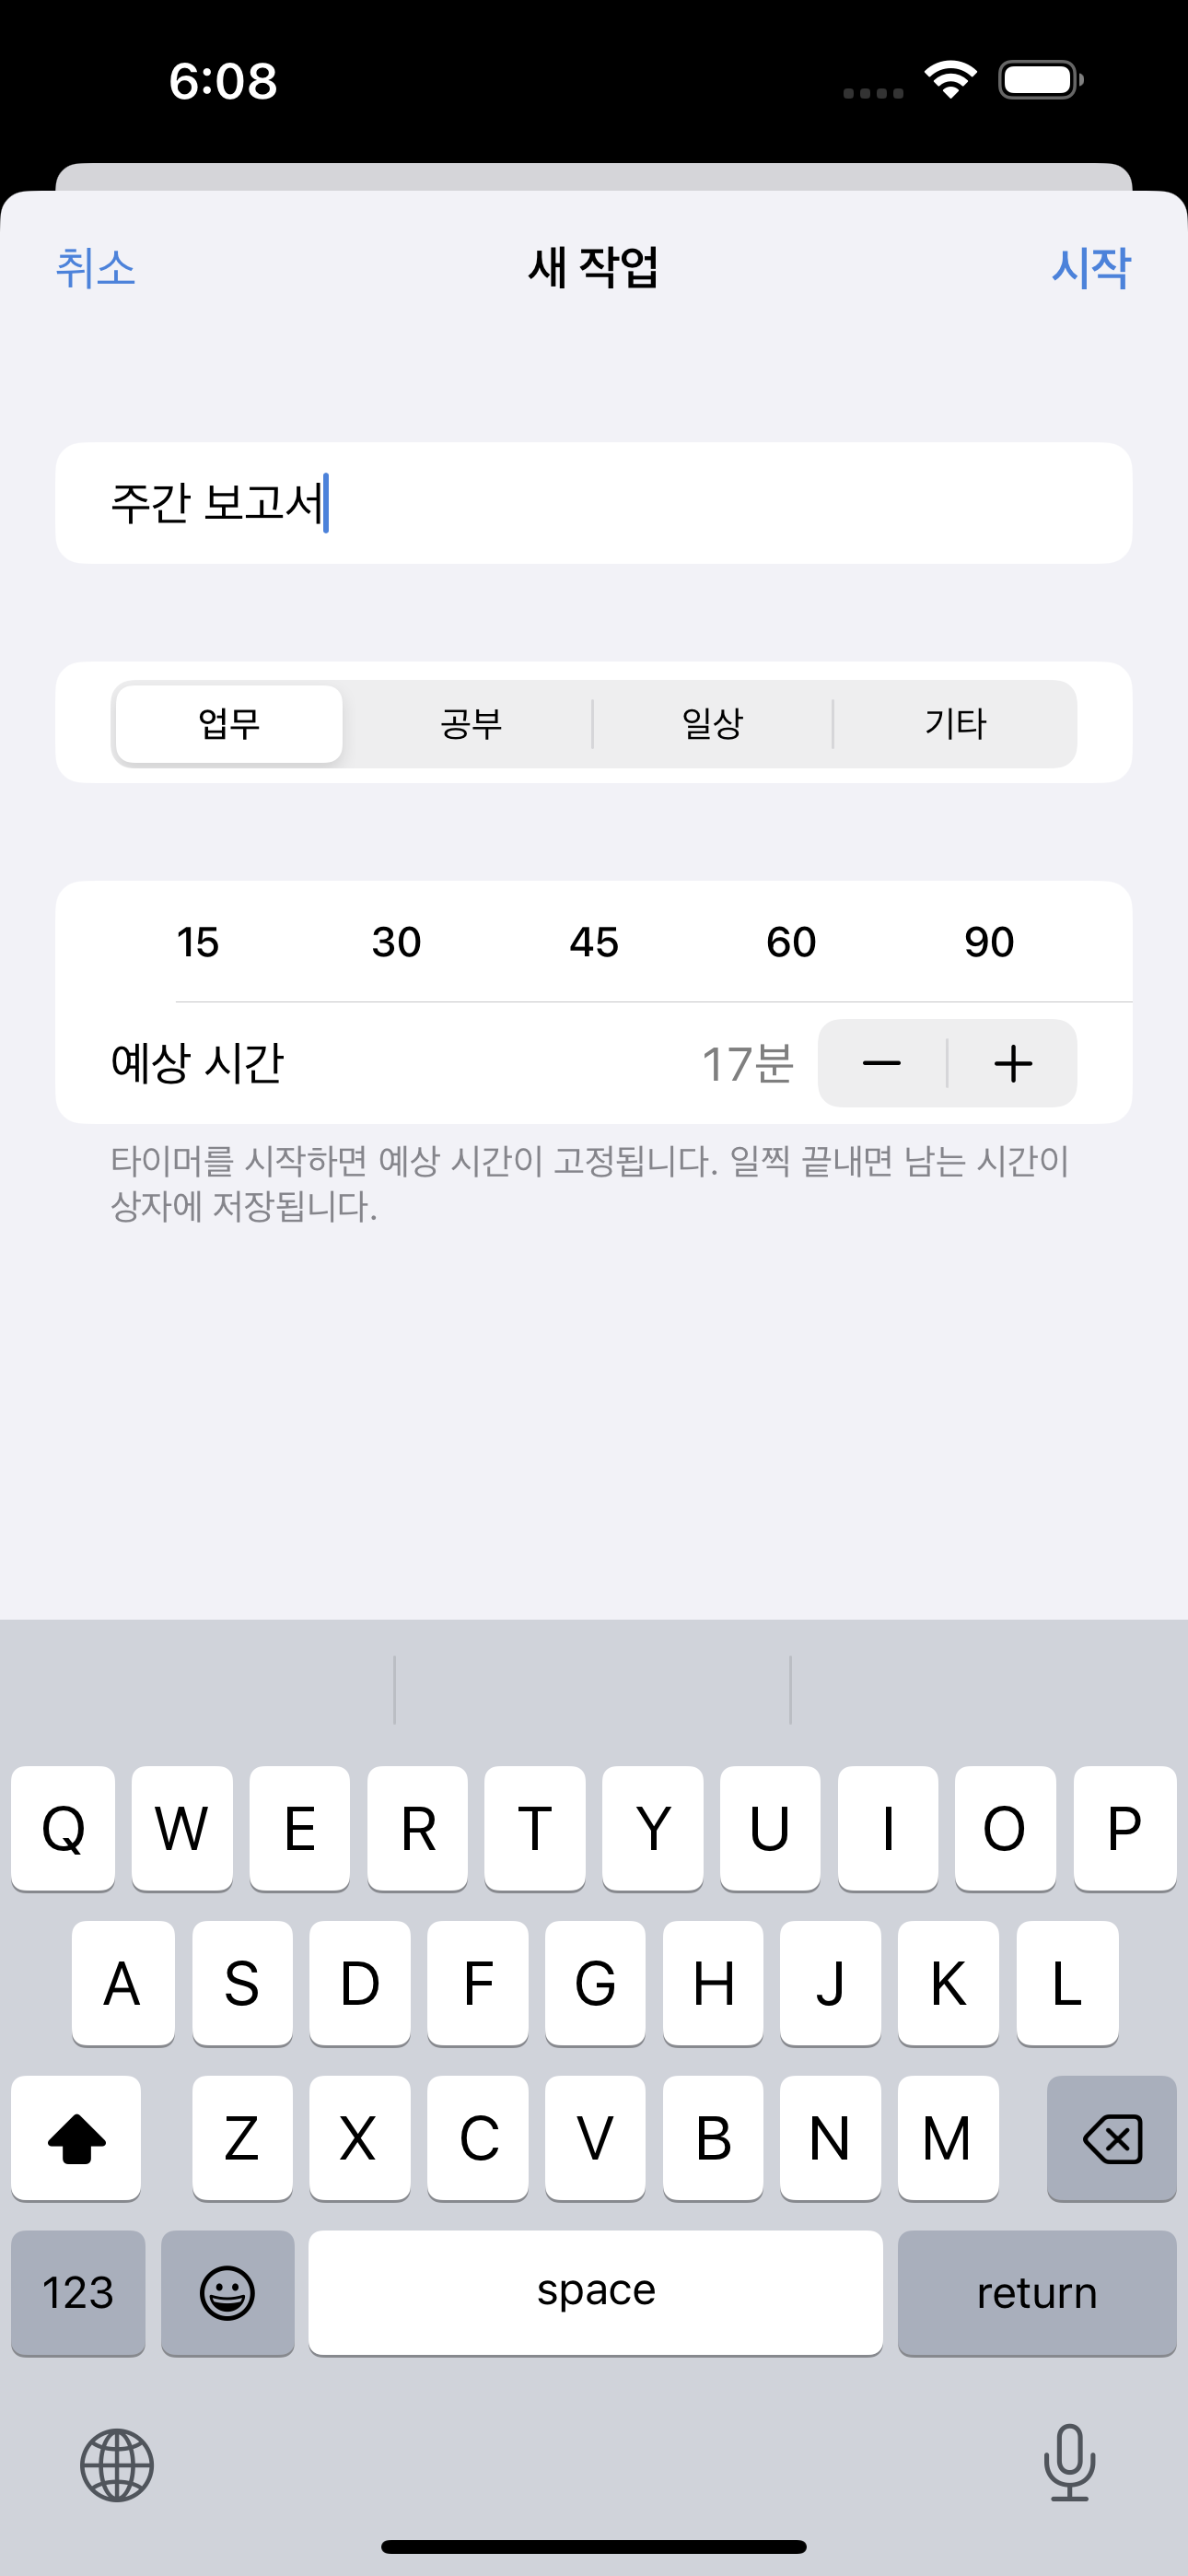 6:08
취소 새 작업 시작
주간 보고서
업무 공부 일상 기타
15 30 45 60 90
예상 시간 17분
타이머를 시작하면 예상 시간이 고정됩니다. 일찍 끝내면 남는 시간이
상자에 저장됩니다.
Q W E R T Y U I O P
A S D F G H J K L
Z X C V B N M
123 space return